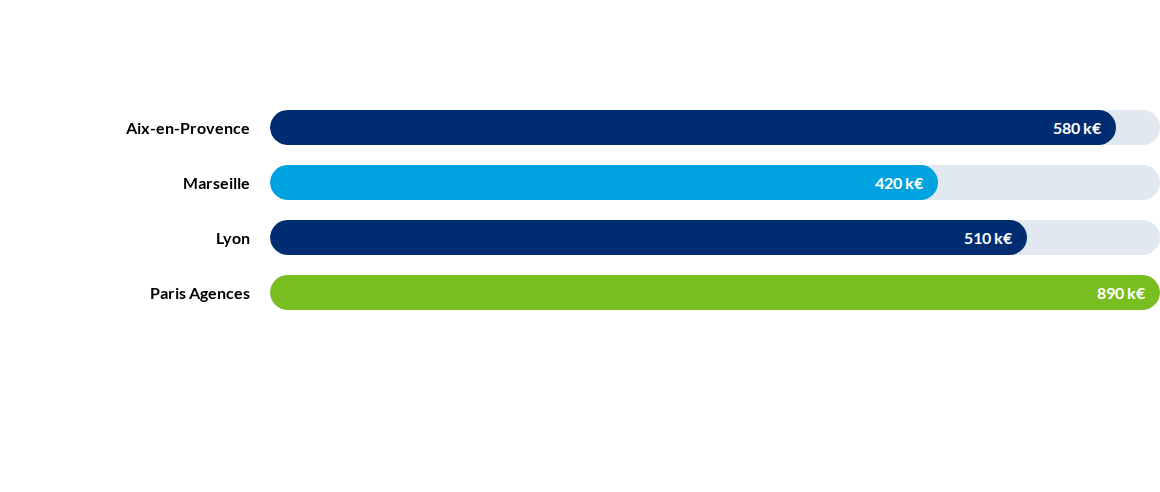 Aix-en-Provence 580 k€
Marseille 420 k€
Lyon 510 k€
Paris Agences 890 k€